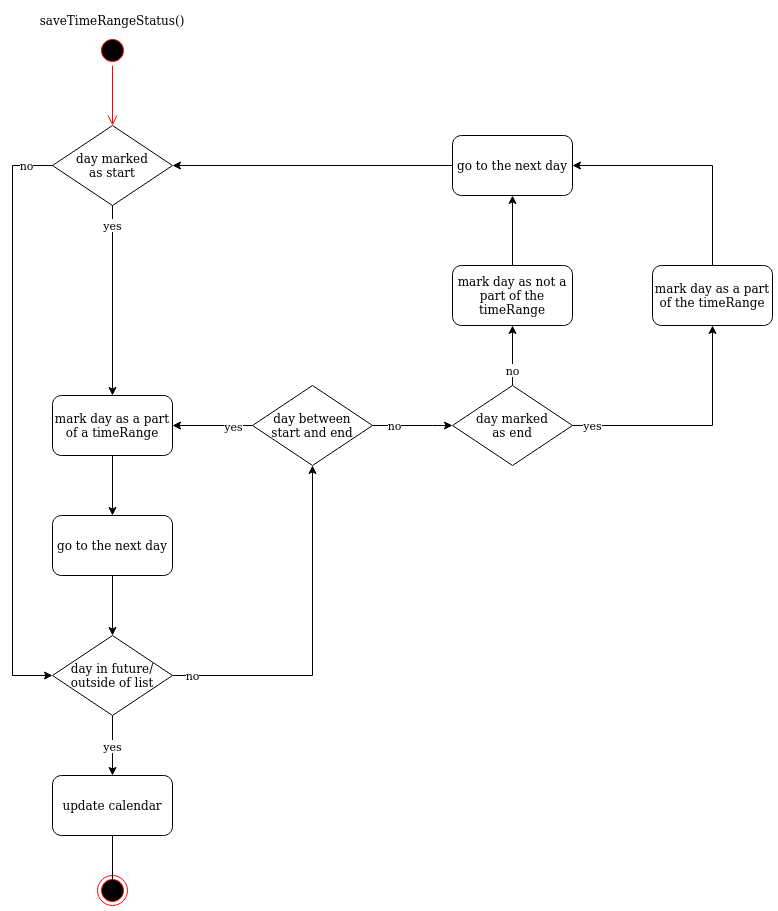 saveTimeRangeStatus()
day marked
as start
no
yes
go to the next day
mark day as not a
part of the
timeRange
mark day as a part
of the timeRange
no
mark day as a part
of a timeRange
yes
day between
start and end
no
day marked
as end
yes
go to the next day
day in future/
outside of list
no
yes
update calendar